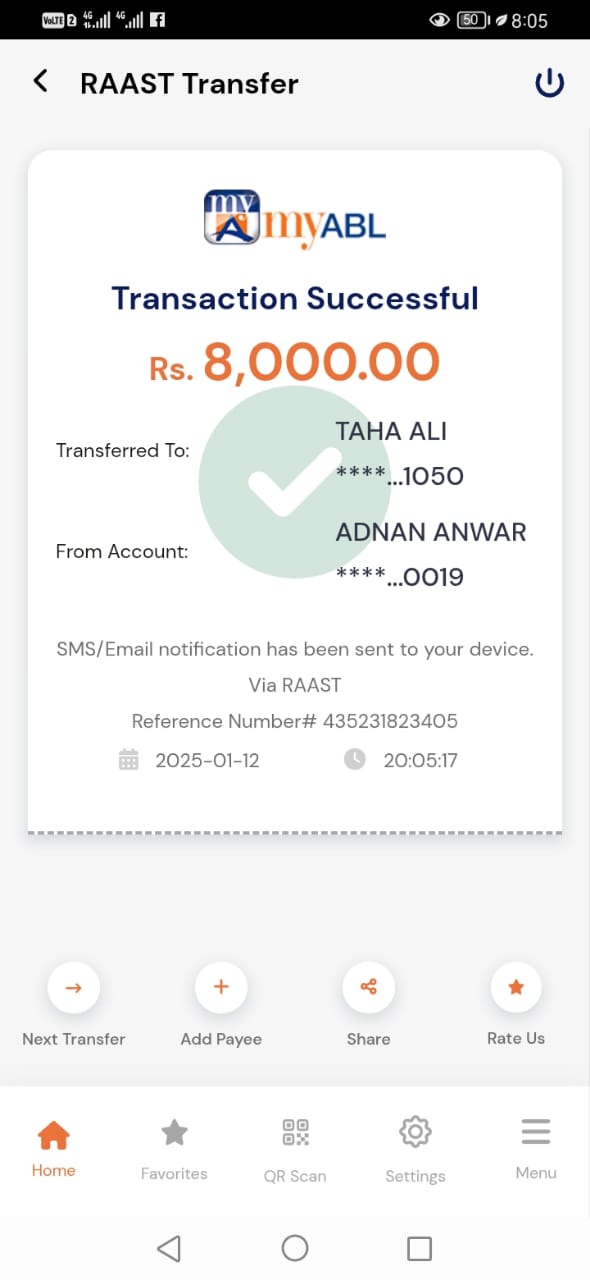 VoLTE 2 4G 4G 50 8:05
RAAST Transfer
my A myABL
Transaction Successful
Rs. 8,000.00
Transferred To:
TAHA ALI
****...1050
From Account:
ADNAN ANWAR
****...0019
SMS/Email notification has been sent to your device.
Via RAAST
Reference Number# 435231823405
2025-01-12 20:05:17
Next Transfer Add Payee Share Rate Us
Home Favorites QR Scan Settings Menu